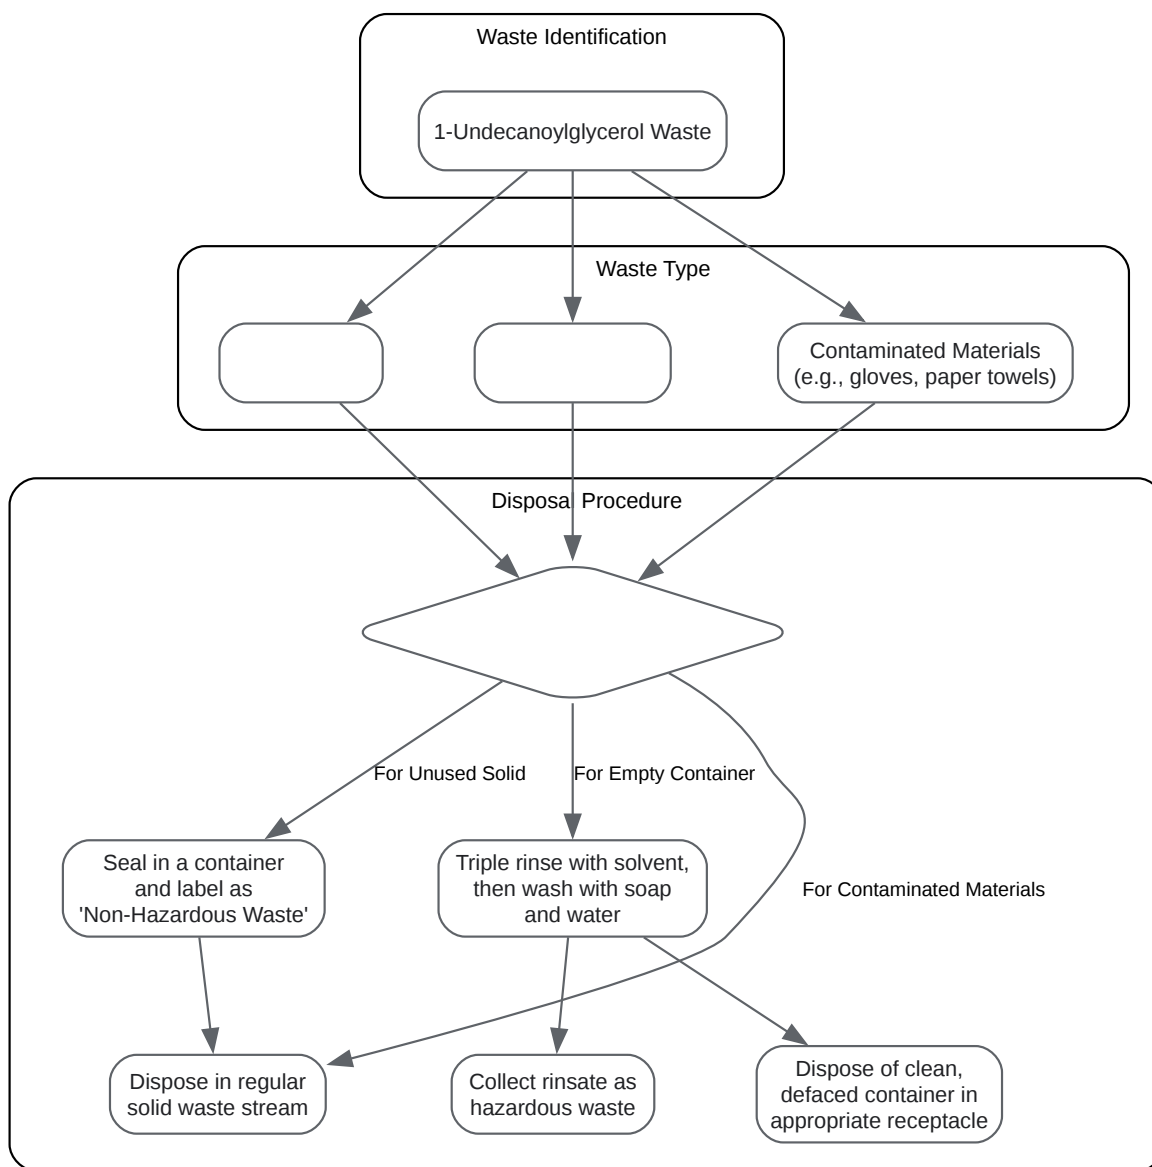 Waste Identification
1-Undecanoylglycerol Waste
Waste Type
Contaminated Materials
(e.g., gloves, paper towels)
Disposal Procedure
For Unused Solid
For Empty Container
Seal in a container
and label as
'Non-Hazardous Waste'
Triple rinse with solvent,
then wash with soap
and water
For Contaminated Materials
Dispose in regular
solid waste stream
Collect rinsate as
hazardous waste
Dispose of clean,
defaced container in
appropriate receptacle